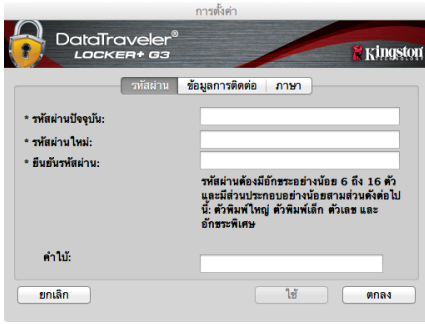 การตั้งค่า
DataTraveler®
LOCKER+ G3
Kingston
TECHNOLOGY
รหัสผ่าน ข้อมูลการติดต่อ ภาษา
* รหัสผ่านปัจจุบัน:
* รหัสผ่านใหม่:
* ยืนยันรหัสผ่าน:
รหัสผ่านต้องมีอักขระอย่างน้อย 6 ถึง 16 ตัว
และมีส่วนประกอบอย่างน้อยสามส่วนดังต่อไป
นี้: ตัวพิมพ์ใหญ่ ตัวพิมพ์เล็ก ตัวเลข และ
อักขระพิเศษ
คำใบ้:
ยกเลิก ใช้ ตกลง